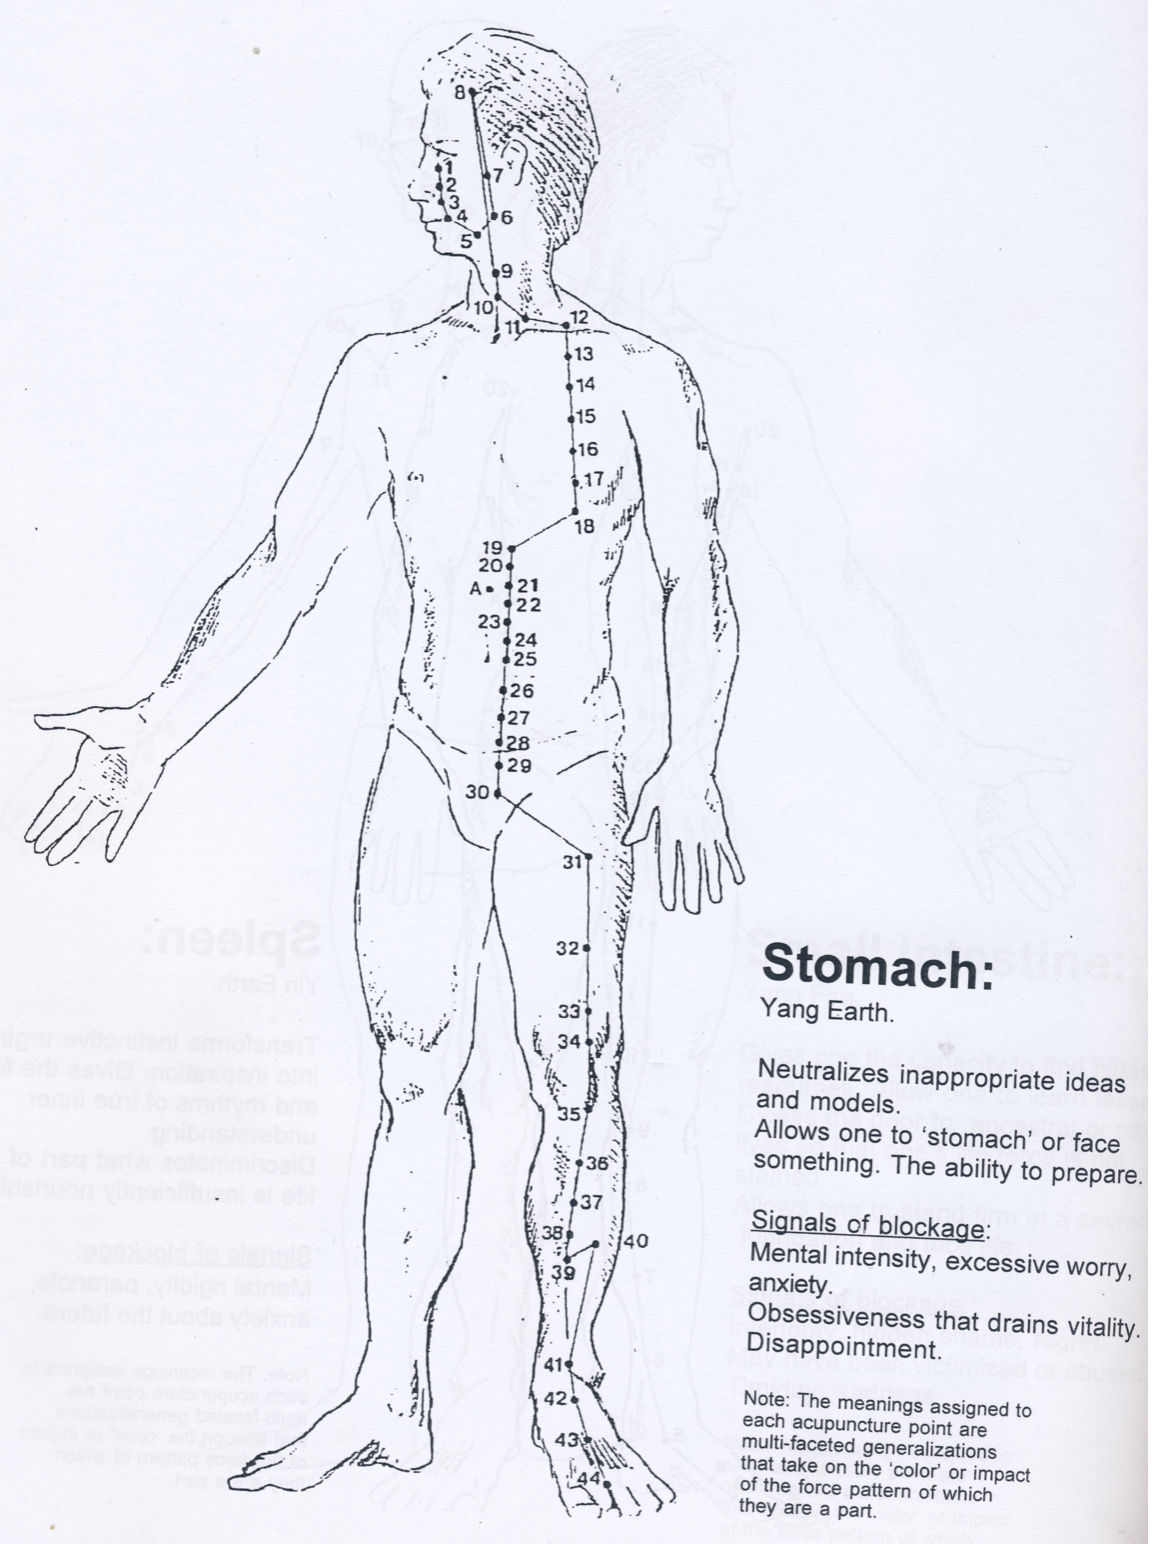 8
1
2
3
4
5
6
7
9
10
11
12
13
14
15
16
17
18
19
20
A
21
22
23
24
25
26
27
28
29
30
31
32
33
34
35
36
37
38
39
40
41
42
43
44
Stomach:
Yang Earth.
Neutralizes inappropriate ideas
and models.
Allows one to ‘stomach’ or face
something. The ability to prepare.
Signals of blockage:
Mental intensity, excessive worry,
anxiety.
Obsessiveness that drains vitality.
Disappointment.
Note: The meanings assigned to
each acupuncture point are
multi-faceted generalizations
that take on the ‘color’ or impact
of the force pattern of which
they are a part.
Spleen:
Yin Earth
Small Intestine: